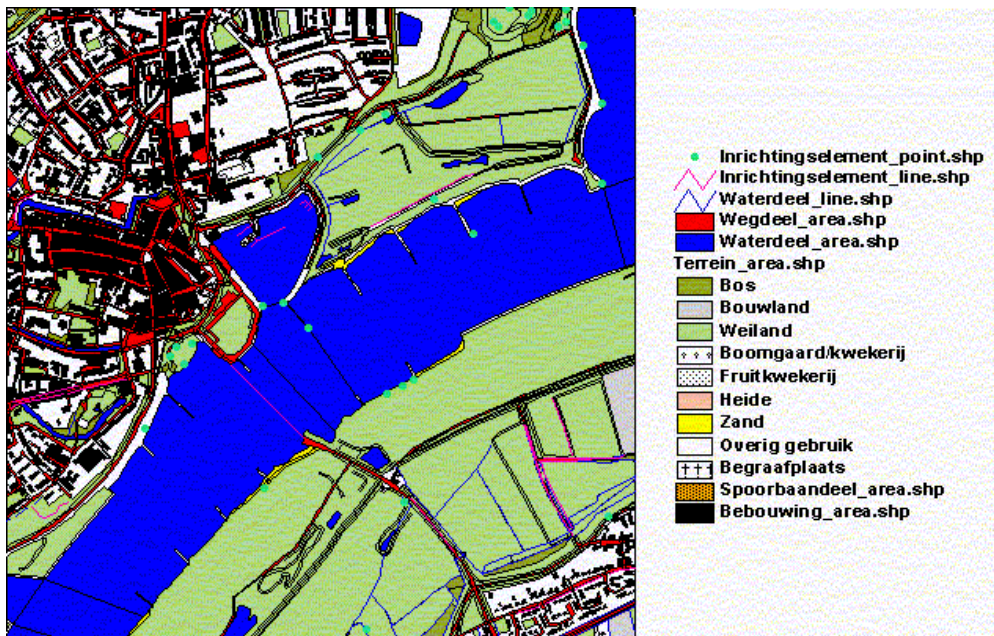 Inrichtingselement_point.shp
Inrichtingselement_line.shp
Waterdeel_line.shp
Wegdeel_area.shp
Waterdeel_area.shp
Terrein_area.shp
Bos
Bouwland
Weiland
Boomgaard/kwekerij
Fruitkwekerij
Heide
Zand
Overig gebruik
Begraafplaats
Spoorbaandeel_area.shp
Bebouwing_area.shp